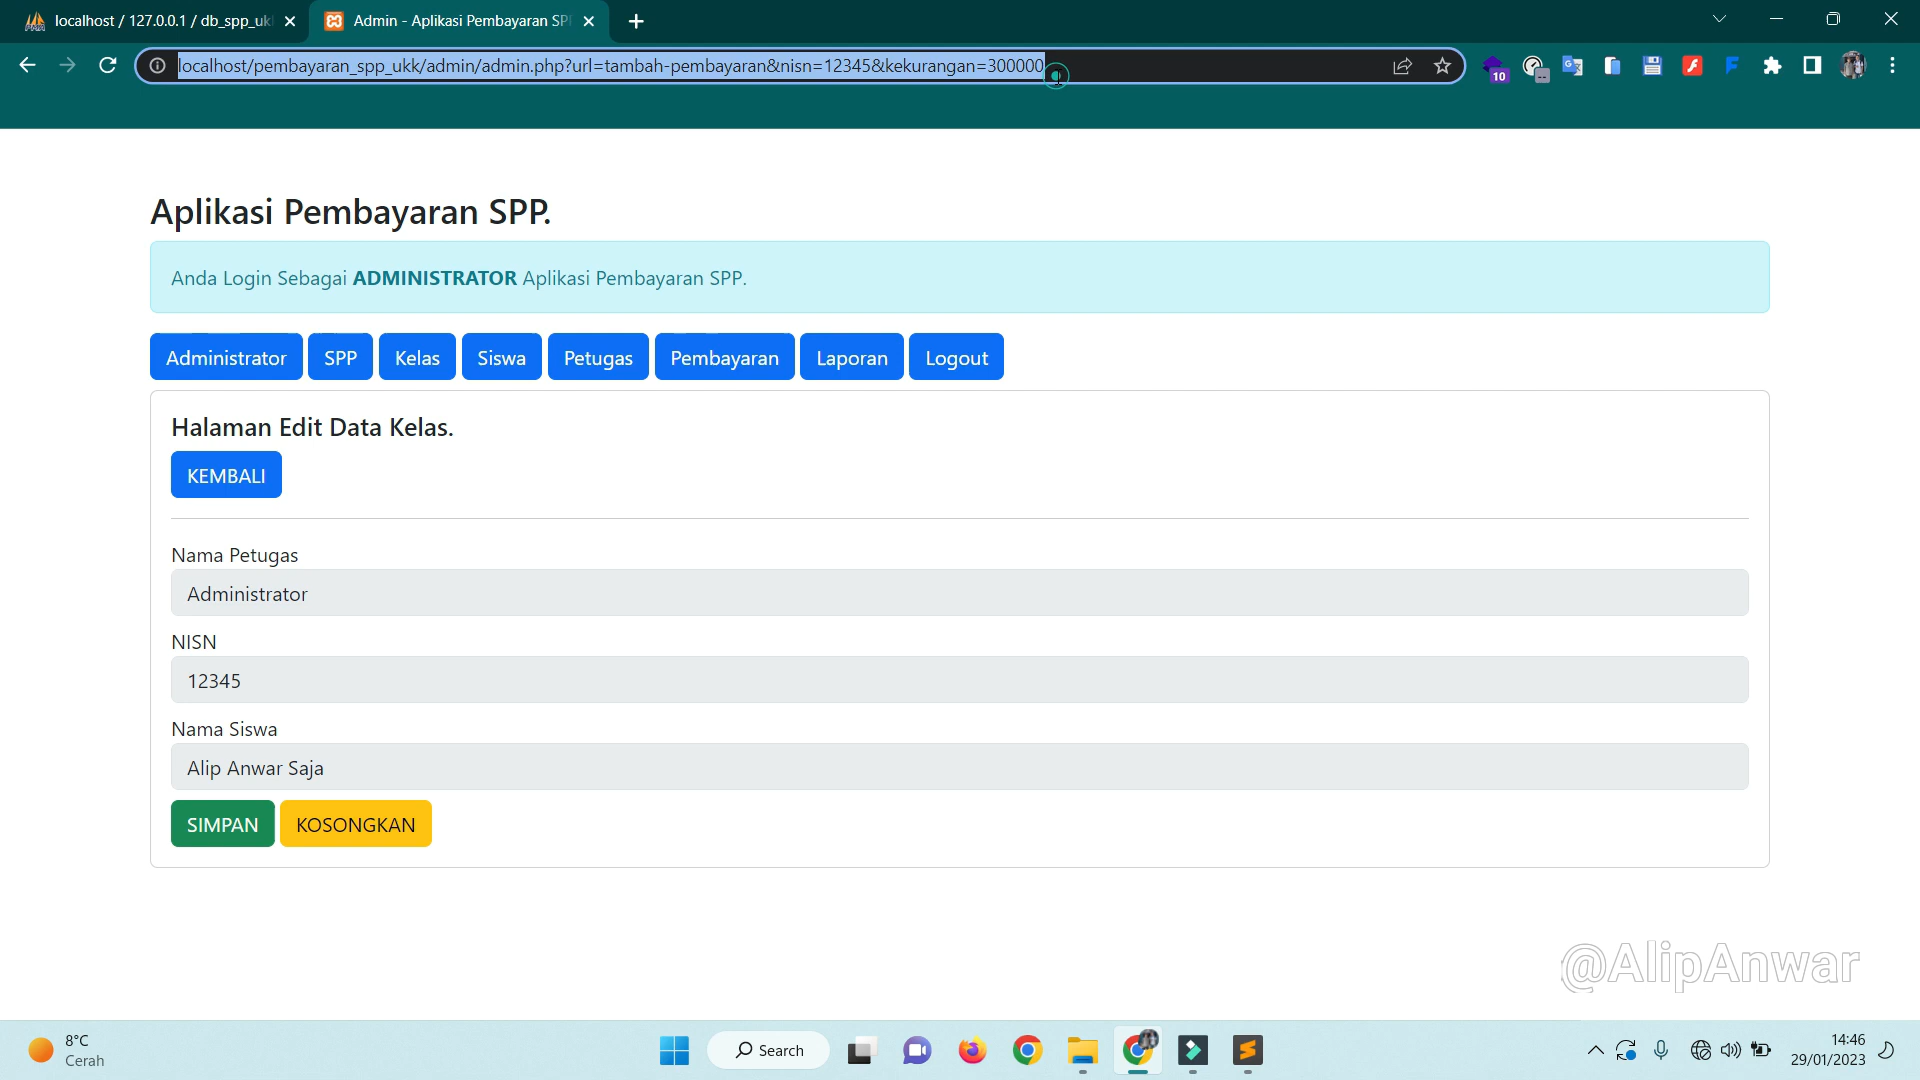 localhost / 127.0.0.1 / db_spp_uk
Admin - Aplikasi Pembayaran SP
localhost/pembayaran_spp_ukk/admin/admin.php?url=tambah-pembayaran&nisn=12345&kekurangan=300000
10
Aplikasi Pembayaran SPP.
Anda Login Sebagai ADMINISTRATOR Aplikasi Pembayaran SPP.
Administrator SPP Kelas Siswa Petugas Pembayaran Laporan Logout
Halaman Edit Data Kelas.
KEMBALI
Nama Petugas
Administrator
NISN
12345
Nama Siswa
Alip Anwar Saja
SIMPAN KOSONGKAN
@AlipAnwar
8°C
Cerah
Search
14:46
29/01/2023